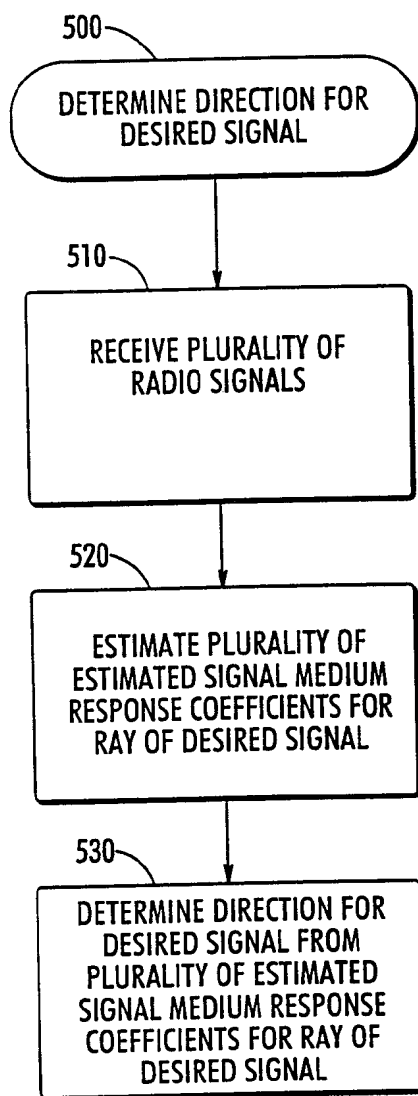 500
DETERMINE DIRECTION FOR
DESIRED SIGNAL
510
RECEIVE PLURALITY OF
RADIO SIGNALS
520
ESTIMATE PLURALITY OF
ESTIMATED SIGNAL MEDIUM
RESPONSE COEFFICIENTS FOR
RAY OF DESIRED SIGNAL
530
DETERMINE DIRECTION FOR
DESIRED SIGNAL FROM
PLURALITY OF ESTIMATED
SIGNAL MEDIUM RESPONSE
COEFFICIENTS FOR RAY OF
DESIRED SIGNAL